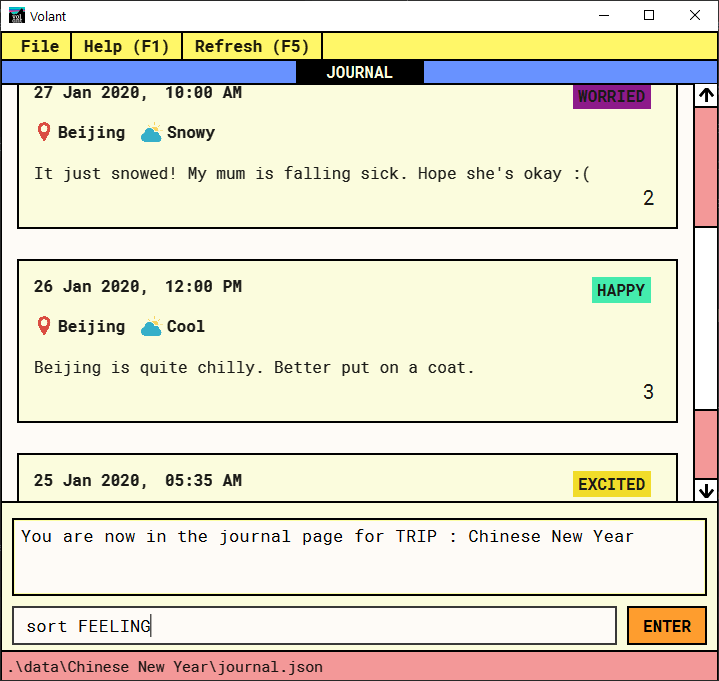 Volant
File Help (F1) Refresh (F5)
JOURNAL
27 Jan 2020, 10:00 AM WORRIED
Beijing Snowy
It just snowed! My mum is falling sick. Hope she's okay :(
2
26 Jan 2020, 12:00 PM HAPPY
Beijing Cool
Beijing is quite chilly. Better put on a coat.
3
25 Jan 2020, 05:35 AM EXCITED
You are now in the journal page for TRIP : Chinese New Year
sort FEELING ENTER
.\data\Chinese New Year\journal.json